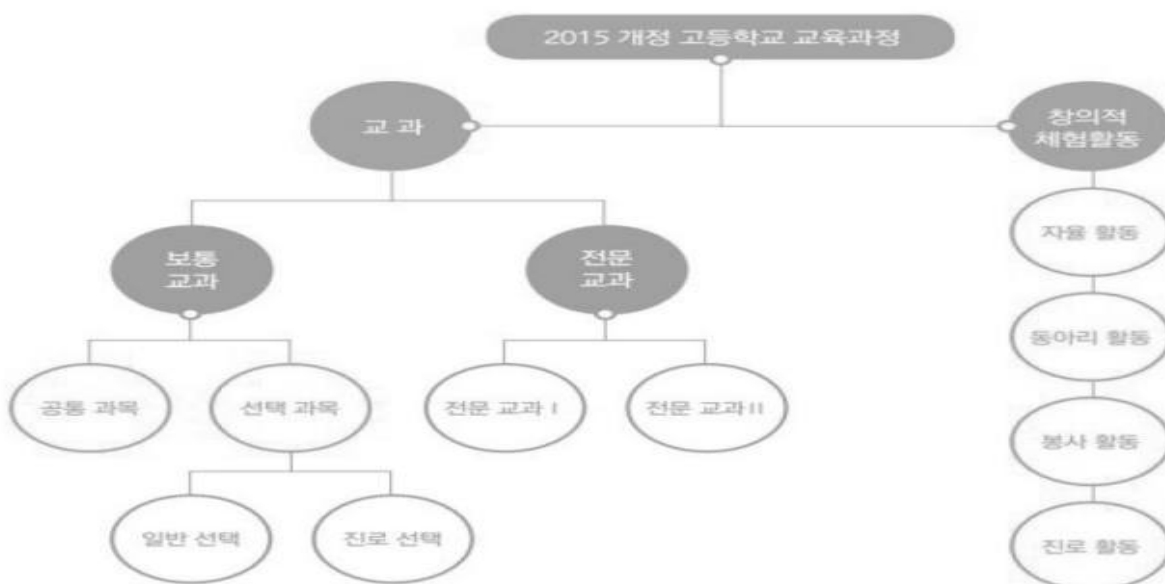 2015 개정 고등학교 교육과정
교 과
창의적
체험활동
보통
교과
전문
교과
자율 활동
동아리 활동
공통 과목
선택 과목
전문 교과 I
전문 교과 II
봉사 활동
일반 선택
진로 선택
진로 활동